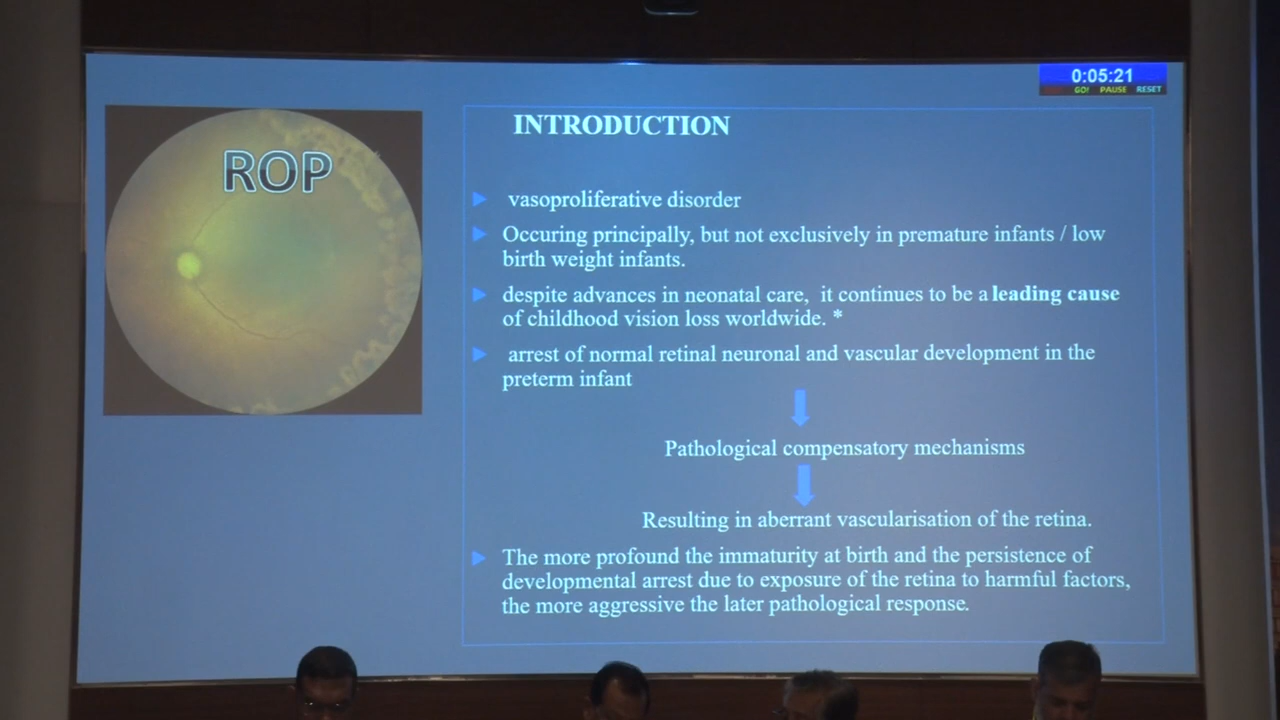 0:05:21
GO! PAUSE RESET
ROP
INTRODUCTION
vasoproliferative disorder
Occuring principally, but not exclusively in premature infants / low
birth weight infants.
despite advances in neonatal care, it continues to be a leading cause
of childhood vision loss worldwide. *
arrest of normal retinal neuronal and vascular development in the
preterm infant
Pathological compensatory mechanisms
Resulting in aberrant vascularisation of the retina.
The more profound the immaturity at birth and the persistence of
developmental arrest due to exposure of the retina to harmful factors,
the more aggressive the later pathological response.